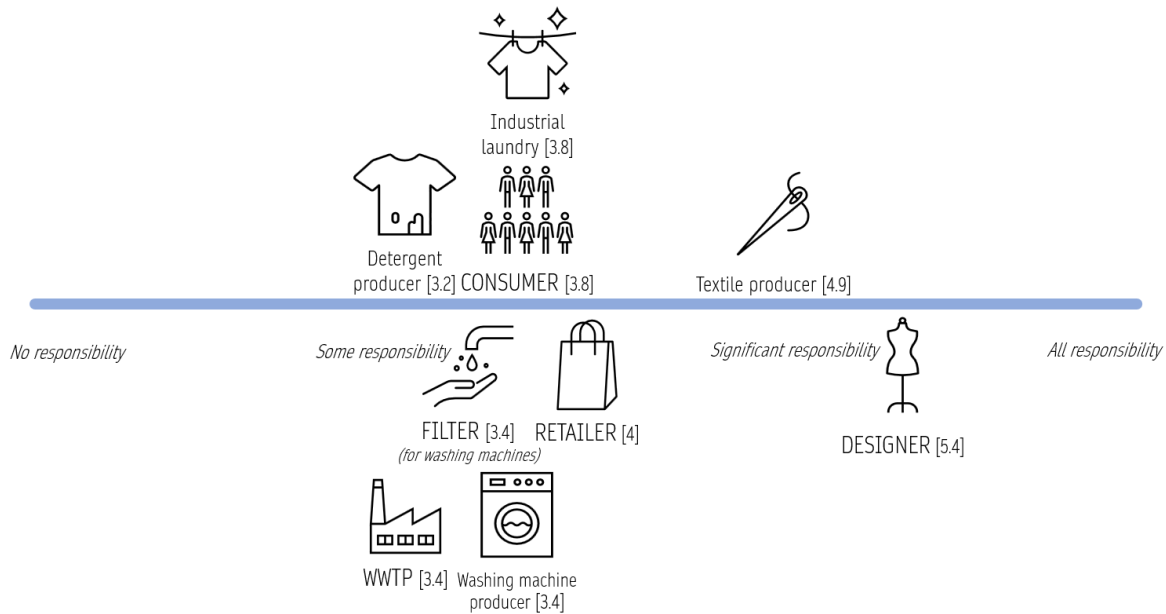 Industrial
laundry [3.8]
Detergent
producer [3.2]
CONSUMER [3.8]
Textile producer [4.9]
No responsibility
Some responsibility
Significant responsibility
All responsibility
FILTER [3.4]
(for washing machines)
RETAILER [4]
DESIGNER [5.4]
WWTP [3.4]
Washing machine
producer [3.4]